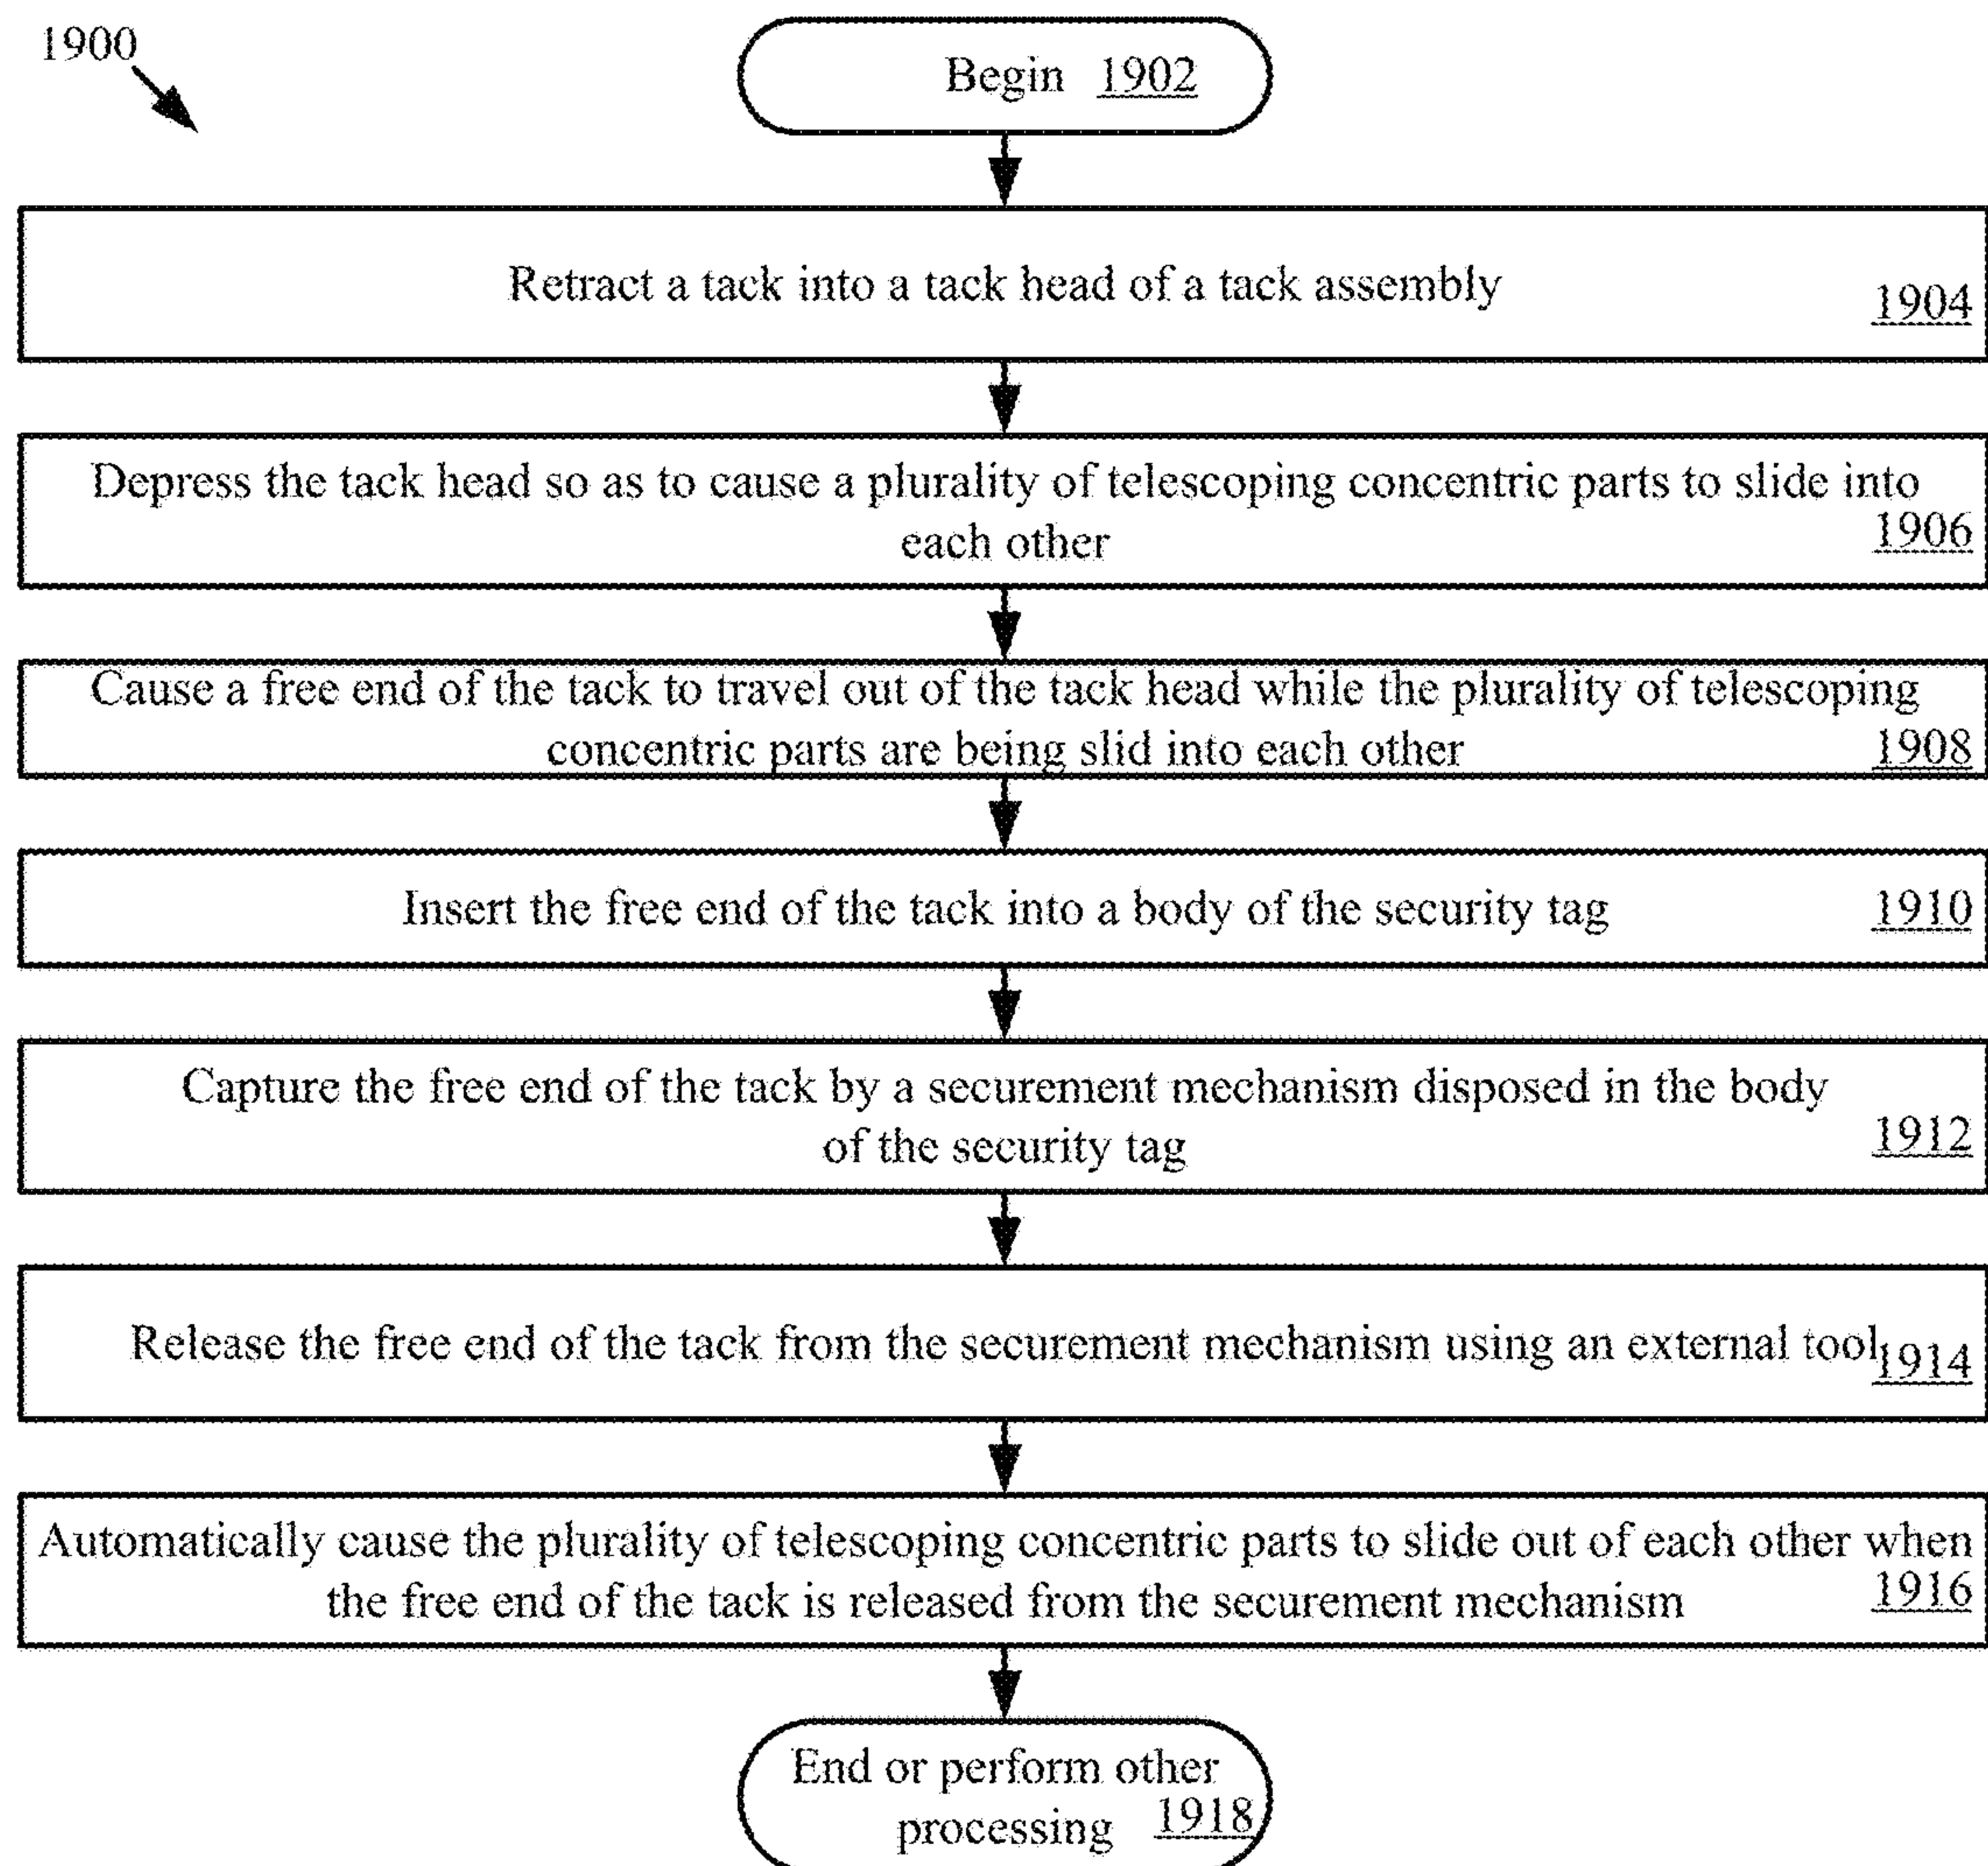 1900
Begin 1902
Retract a tack into a tack head of a tack assembly
1904
Depress the tack head so as to cause a plurality of telescoping concentric parts to slide into
each other
1906
Cause a free end of the tack to travel out of the tack head while the plurality of telescoping
concentric parts are being slid into each other
1908
Insert the free end of the tack into a body of the security tag
1910
Capture the free end of the tack by a securement mechanism disposed in the body
of the security tag
1912
Release the free end of the tack from the securement mechanism using an external tool
1914
Automatically cause the plurality of telescoping concentric parts to slide out of each other when
the free end of the tack is released from the securement mechanism
1916
End or perform other
processing 1918